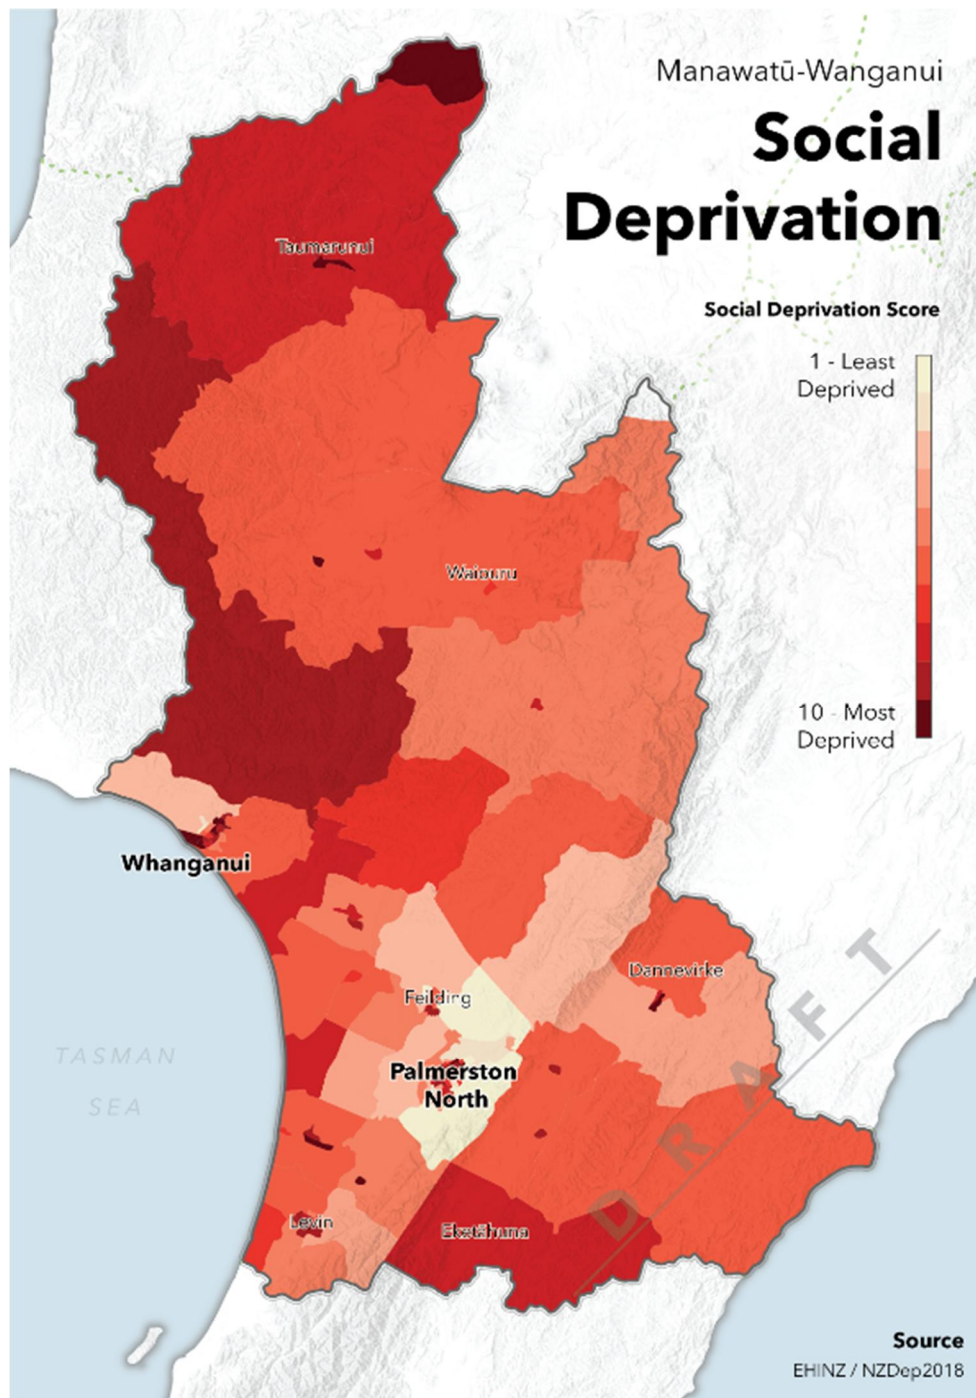 Manawatū-Wanganui
Social
Deprivation
Social Deprivation Score
1 - Least
Deprived
10 - Most
Deprived
Taumarunui
Waiouru
Whanganui
Dannevirke
Feilding
Palmerston
North
TASMAN
SEA
Levin
Eketāhuna
DRAFT
Source
EHINZ / NZDep2018